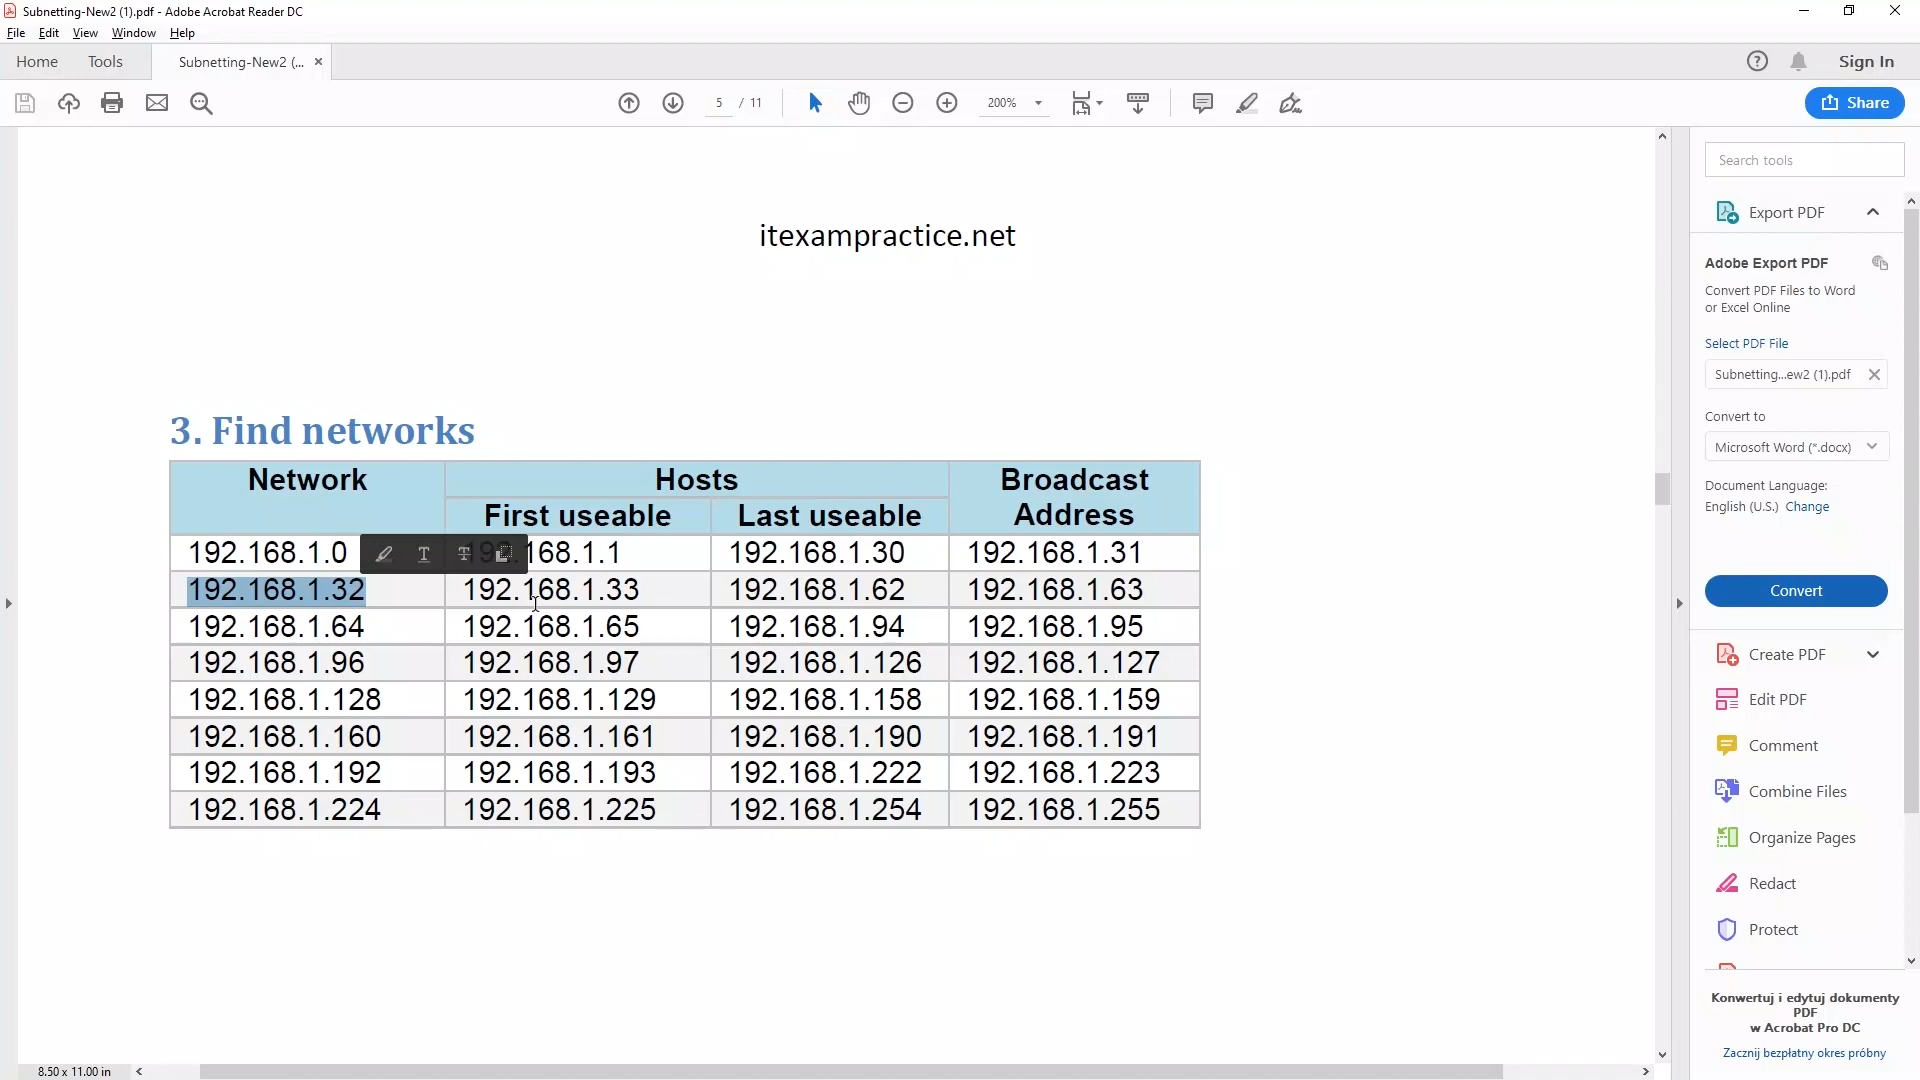 Subnetting-New2 (1).pdf - Adobe Acrobat Reader DC
File Edit View Window Help
Home Tools Subnetting-New2 (... × Sign In
5 / 11 200% Share
itexampractice.net
3. Find networks
Network Hosts Broadcast Address
First useable Last useable
192.168.1.0 192.168.1.1 192.168.1.30 192.168.1.31
192.168.1.32 192.168.1.33 192.168.1.62 192.168.1.63
192.168.1.64 192.168.1.65 192.168.1.94 192.168.1.95
192.168.1.96 192.168.1.97 192.168.1.126 192.168.1.127
192.168.1.128 192.168.1.129 192.168.1.158 192.168.1.159
192.168.1.160 192.168.1.161 192.168.1.190 192.168.1.191
192.168.1.192 192.168.1.193 192.168.1.222 192.168.1.223
192.168.1.224 192.168.1.225 192.168.1.254 192.168.1.255
8.50 x 11.00 in
Search tools
Export PDF
Adobe Export PDF
Convert PDF Files to Word
or Excel Online
Select PDF File
Subnetting...ew2 (1).pdf
Convert to
Microsoft Word (*.docx)
Document Language:
English (U.S.) Change
Convert
Create PDF
Edit PDF
Comment
Combine Files
Organize Pages
Redact
Protect
Konwertuj i edytuj dokumenty
PDF
w Acrobat Pro DC
Zacznij bezpłatny okres próbny